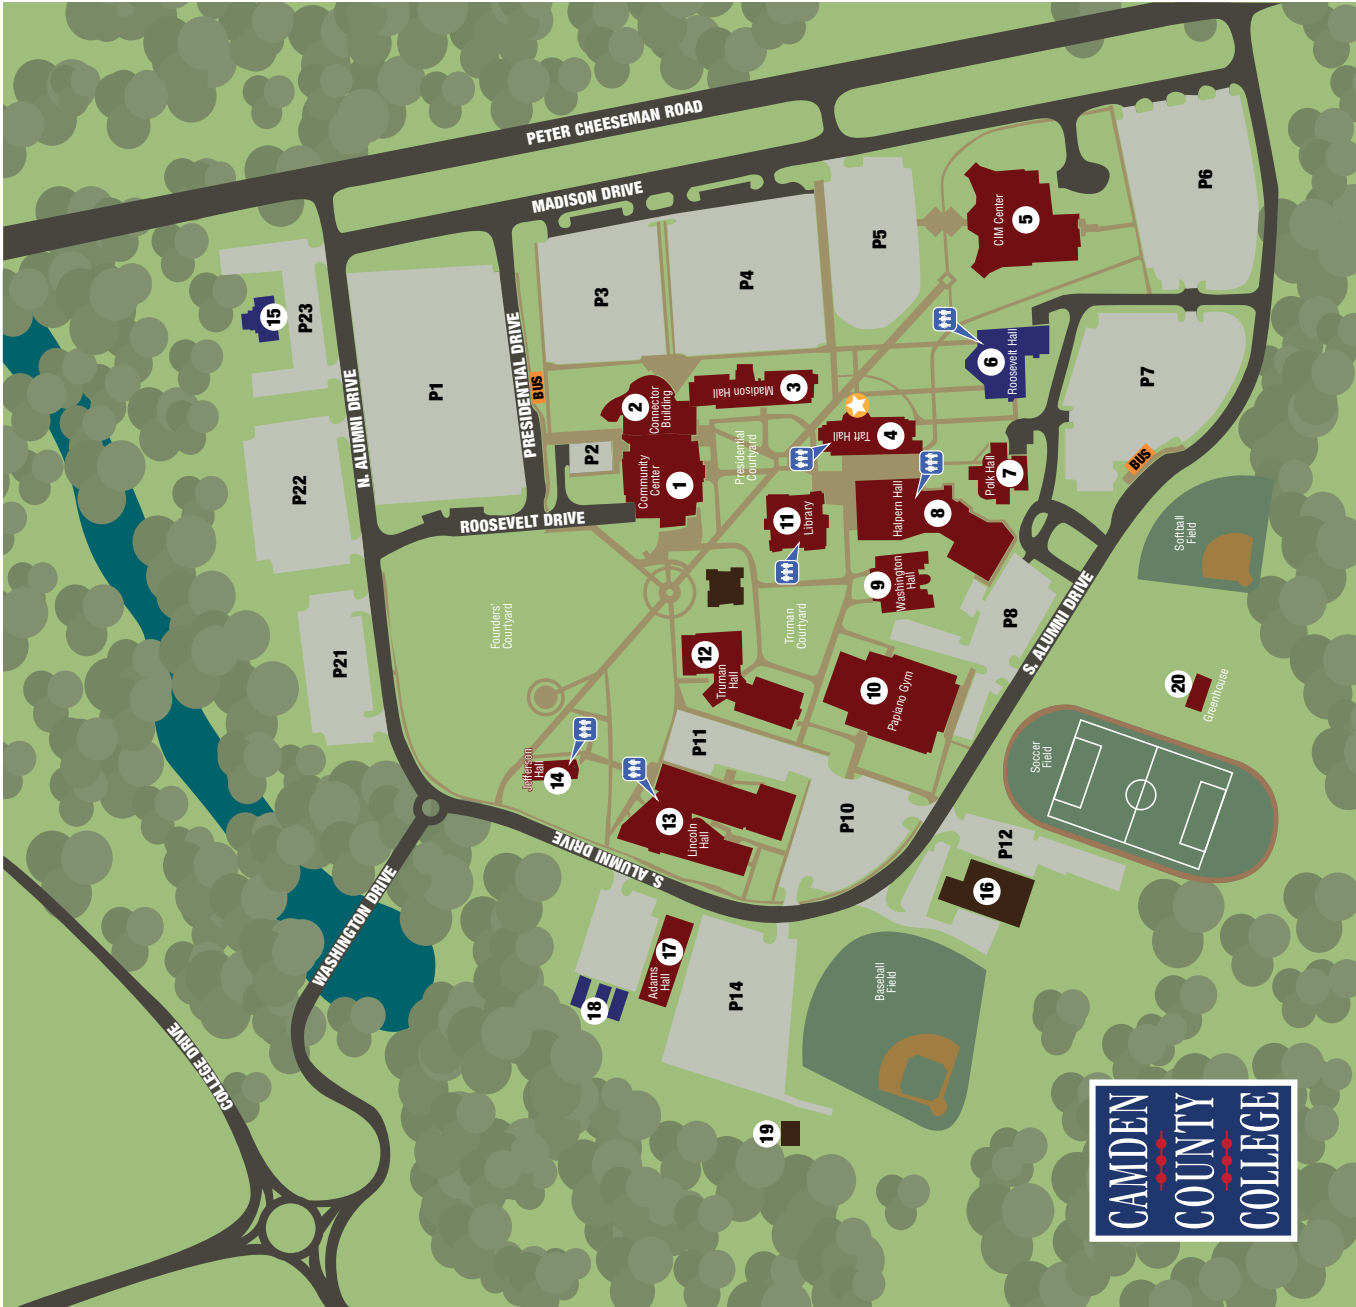 PETER CHEESEMAN ROAD
MADISON DRIVE
P6
CIM Center
5
P5
P4
P3
P23
15
N. ALUMNI DRIVE
P1
PRESIDENTIAL DRIVE
BUS
2
Connector
Building
Madison Hall
3
6
Roosevelt Hall
P7
BUS
Taft Hall
4
P2
Community
Center
1
Presidential
Courtyard
Polk Hall
7
P22
ROOSEVELT DRIVE
11
Library
Halpern Hall
8
Softball
Field
9
Washington
Hall
P8
S. ALUMNI DRIVE
Founders'
Courtyard
Truman
Courtyard
P21
12
Truman
Hall
10
Papiano Gym
20
Greenhouse
P11
Soccer
Field
Jefferson
Hall
14
13
Lincoln
Hall
P10
P12
S. ALUMNI DRIVE
16
WASHINGTON DRIVE
17
Adams
Hall
18
P14
Baseball
Field
COLLEGE DRIVE
19
CAMDEN
COUNTY
COLLEGE